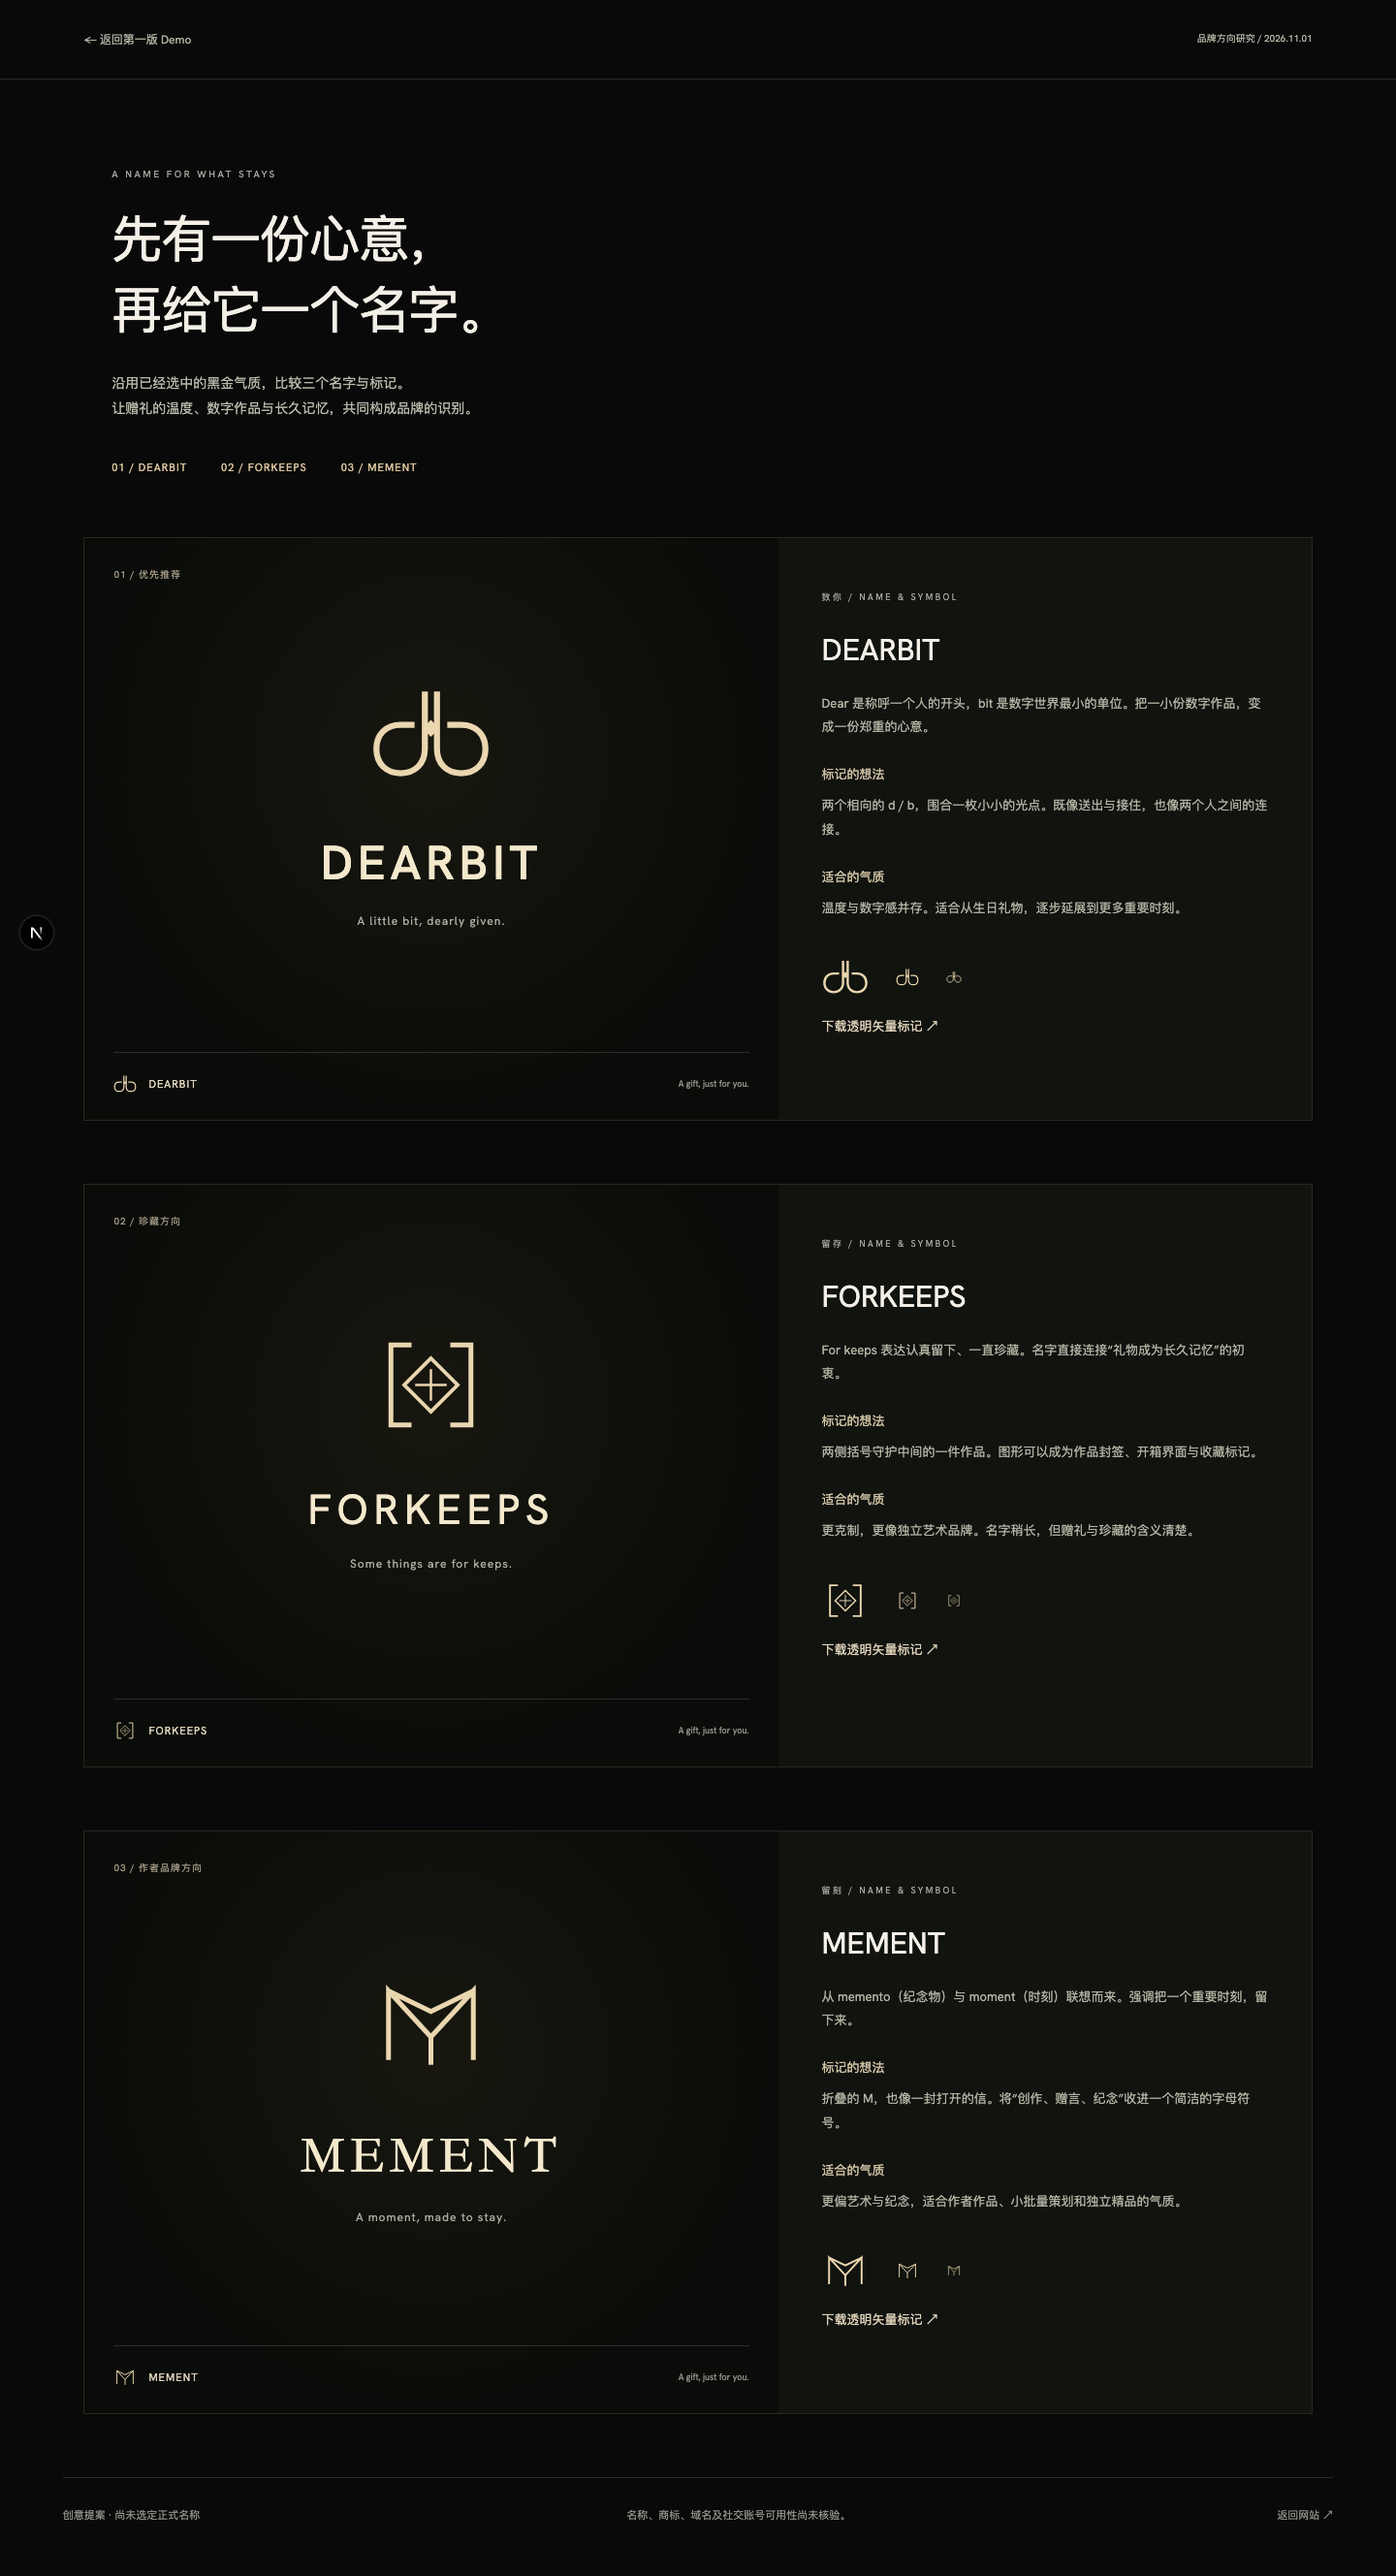 ← 返回第一版 Demo
品牌方向研究 / 2026.11.01
A NAME FOR WHAT STAYS
先有一份心意，
再给它一个名字。
沿用已经选中的黑金气质，比较三个名字与标记。
让赠礼的温度、数字作品与长久记忆，共同构成品牌的识别。
01 / DEARBIT
02 / FORKEEPS
03 / MEMENT
01 / 优先推荐
DEARBIT
A little bit, dearly given.
DEARBIT
A gift, just for you.
致你 / NAME & SYMBOL
DEARBIT
Dear 是称呼一个人的开头，bit 是数字世界最小的单位。把一小份数字作品，变
成一份郑重的心意。
标记的想法
两个相向的 d / b，围合一枚小小的光点。既像送出与接住，也像两个人之间的连
接。
适合的气质
温度与数字感并存。适合从生日礼物，逐步延展到更多重要时刻。
下载透明矢量标记 ↗
02 / 珍藏方向
FORKEEPS
Some things are for keeps.
FORKEEPS
A gift, just for you.
留存 / NAME & SYMBOL
FORKEEPS
For keeps 表达认真留下、一直珍藏。名字直接连接“礼物成为长久记忆”的初
衷。
标记的想法
两侧括号守护中间的一件作品。图形可以成为作品封签、开箱界面与收藏标记。
适合的气质
更克制，更像独立艺术品牌。名字稍长，但赠礼与珍藏的含义清楚。
下载透明矢量标记 ↗
03 / 作者品牌方向
MEMENT
A moment, made to stay.
MEMENT
A gift, just for you.
留刻 / NAME & SYMBOL
MEMENT
从 memento（纪念物）与 moment（时刻）联想而来。强调把一个重要时刻，留
下来。
标记的想法
折叠的 M，也像一封打开的信。将“创作、赠言、纪念”收进一个简洁的字母符
号。
适合的气质
更偏艺术与纪念，适合作者作品、小批量策划和独立精品的气质。
下载透明矢量标记 ↗
创意提案 · 尚未选定正式名称
名称、商标、域名及社交账号可用性尚未核验。
返回网站 ↗